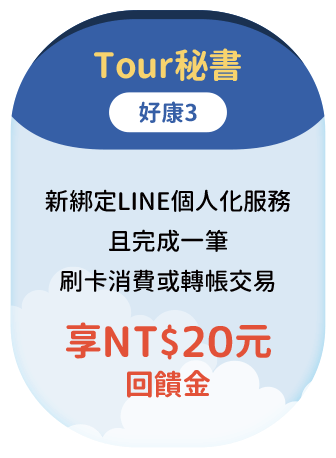 Tour秘書
好康3
新綁定LINE個人化服務
且完成一筆
刷卡消費或轉帳交易
享NT$20元
回饋金